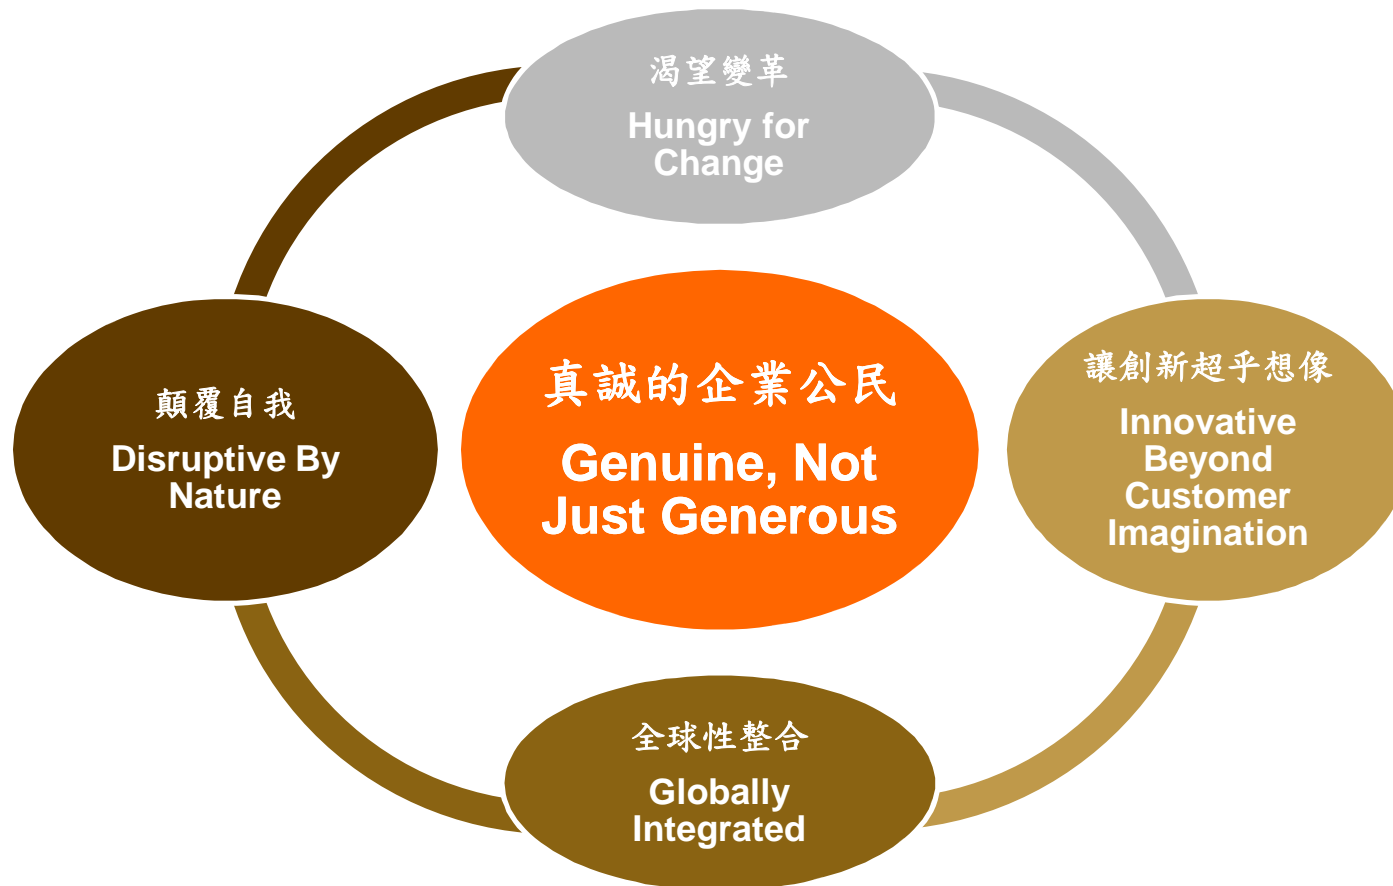 渴望變革
Hungry for
Change
真誠的企業公民
Genuine, Not
Just Generous
讓創新超乎想像
Innovative
Beyond
Customer
Imagination
顛覆自我
Disruptive By
Nature
全球性整合
Globally
Integrated